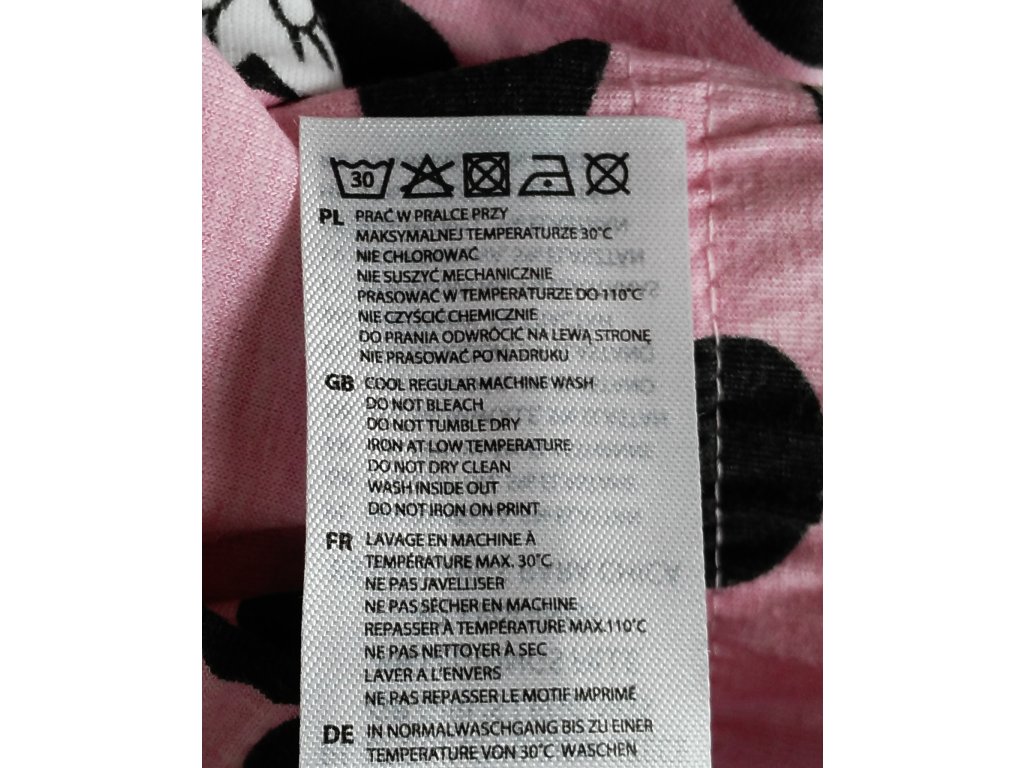 30
PL PRAĆ W PRALCE PRZY
MAKSYMALNEJ TEMPERATURZE 30°C
NIE CHLOROWAĆ
NIE SUSZYĆ MECHANICZNIE
PRASOWAĆ W TEMPERATURZE DO 110°C
NIE CZYŚCIĆ CHEMICZNIE
DO PRANIA ODWRÓCIĆ NA LEWĄ STRONĘ
NIE PRASOWAĆ PO NADRUKU
GB COOL REGULAR MACHINE WASH
DO NOT BLEACH
DO NOT TUMBLE DRY
IRON AT LOW TEMPERATURE
DO NOT DRY CLEAN
WASH INSIDE OUT
DO NOT IRON ON PRINT
FR LAVAGE EN MACHINE À
TEMPÉRATURE MAX. 30°C
NE PAS JAVELLISER
NE PAS SÉCHER EN MACHINE
REPASSER À TEMPÉRATURE MAX.110°C
NE PAS NETTOYER À SEC
LAVER A L'ENVERS
NE PAS REPASSER LE MOTIF IMPRIMÉ
DE IN NORMALWASCHGANG BIS ZU EINER
TEMPERATURE VON 30°C WASCHEN